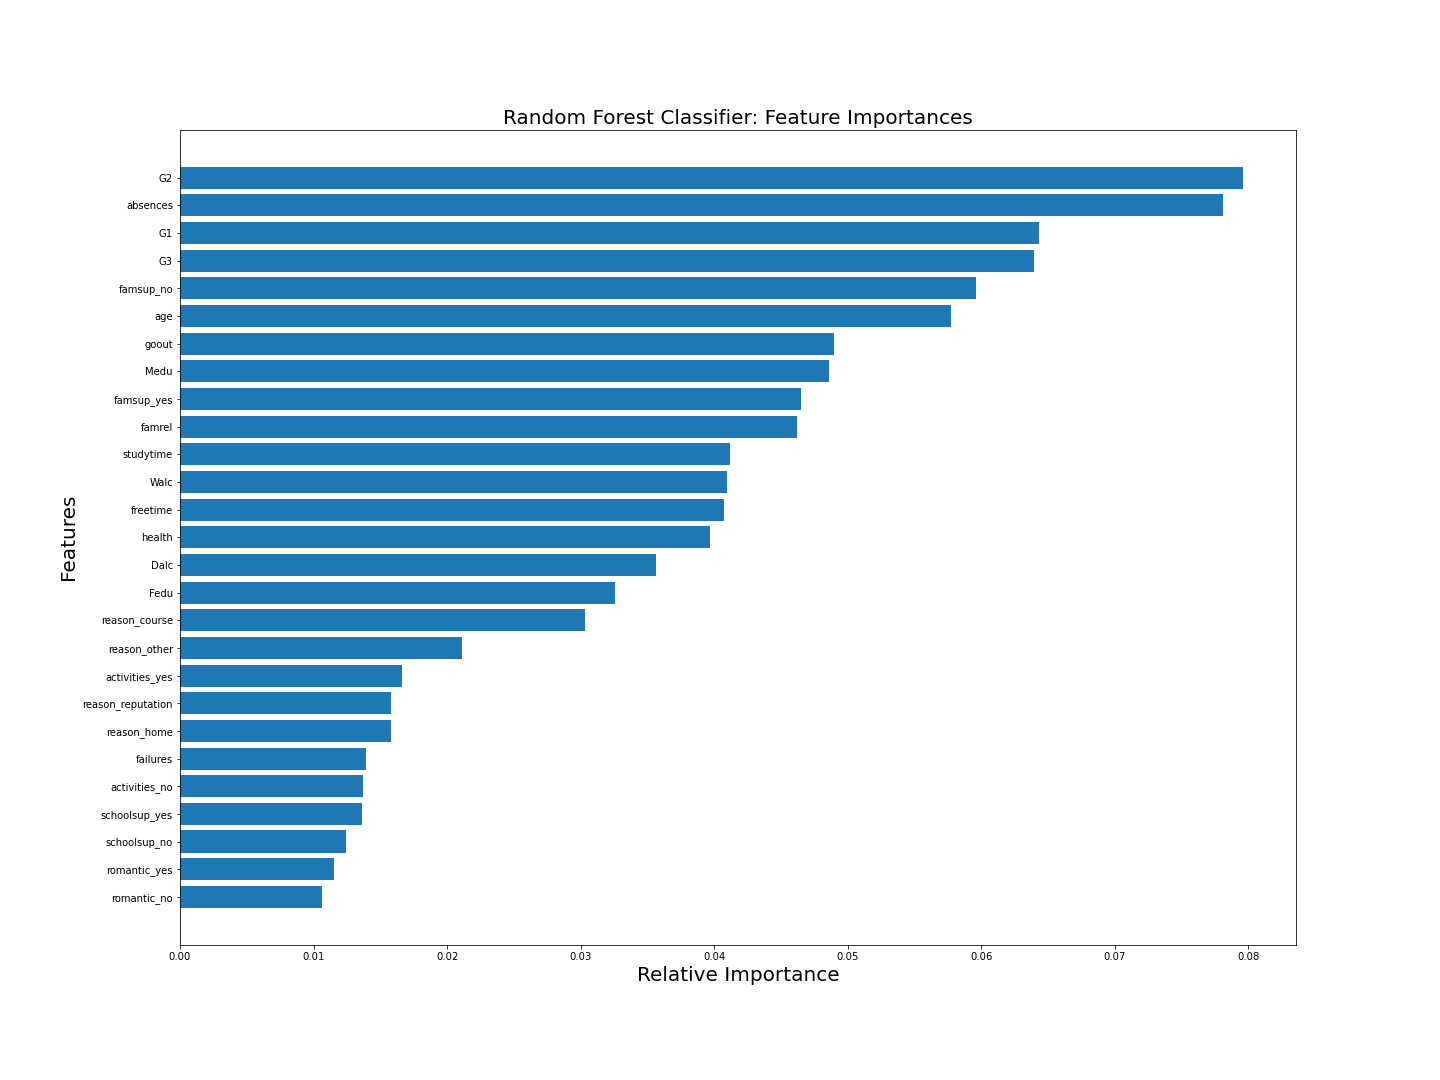 Random Forest Classifier: Feature Importances
G2
absences
G1
G3
famsup_no
age
goout
Medu
famsup_yes
famrel
studytime
Walc
freetime
health
Dalc
Fedu
reason_course
reason_other
activities_yes
reason_reputation
reason_home
failures
activities_no
schoolsup_yes
schoolsup_no
romantic_yes
romantic_no
Features
0.00 0.01 0.02 0.03 0.04 0.05 0.06 0.07 0.08
Relative Importance